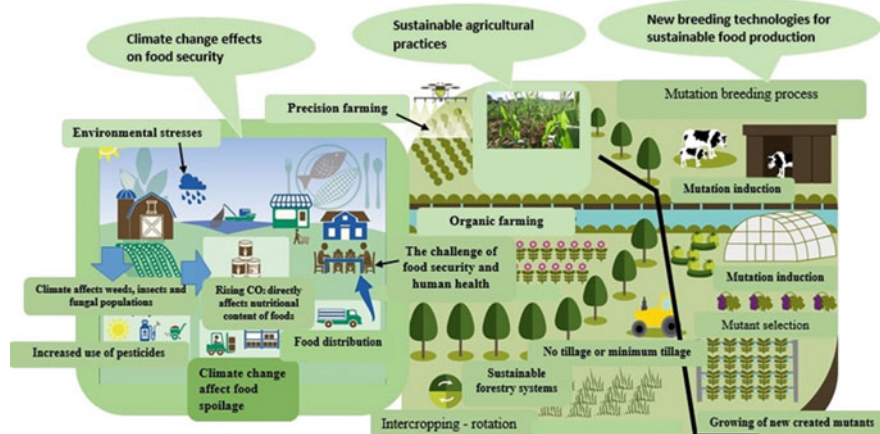 Climate change effects
on food security
Sustainable agricultural
practices
New breeding technologies for
sustainable food production
Environmental stresses
Climate affects weeds, insects and
fungal populations
Rising CO: directly
affects nutritional
content of foods
Increased use of pesticides
Climate change
affect food
spoilage
Food distribution
The challenge of
food security and
human health
Precision farming
Organic farming
No tillage or minimum tillage
Sustainable
forestry systems
Intercropping - rotation
Mutation breeding process
Mutation induction
Mutation induction
Mutant selection
Growing of new created mutants